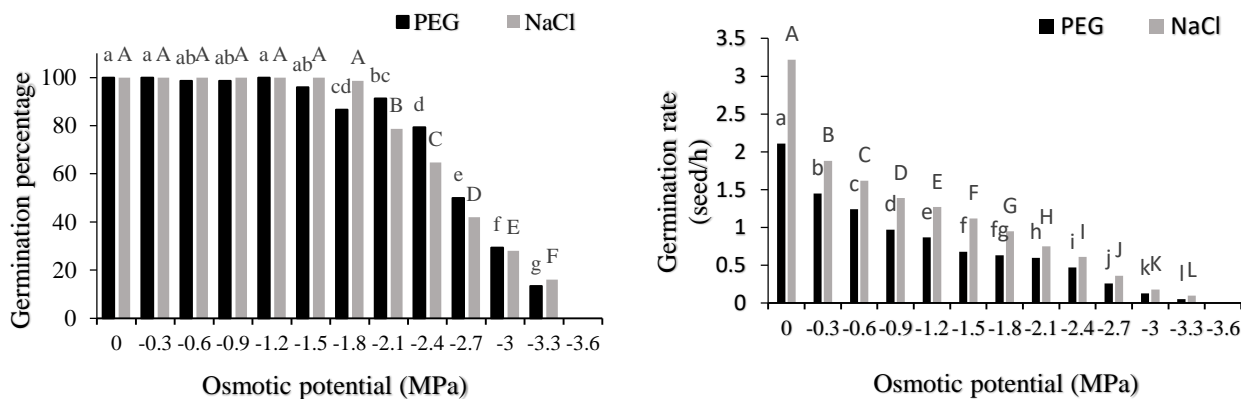 PEG NaCl
a A a A abA abA a A ab A cd A bc B d C e D f E g F
100
80
60
40
20
0
0 -0.3 -0.6 -0.9 -1.2 -1.5 -1.8 -2.1 -2.4 -2.7 -3 -3.3 -3.6
Germination percentage
Osmotic potential (MPa)
PEG NaCl
a A b B c C d D e E f F fg G h H i I j J k K l L
3.5
3
2.5
2
1.5
1
0.5
0
0 -0.3 -0.6 -0.9 -1.2 -1.5 -1.8 -2.1 -2.4 -2.7 -3 -3.3 -3.6
Germination rate
(seed/h)
Osmotic potential (MPa)